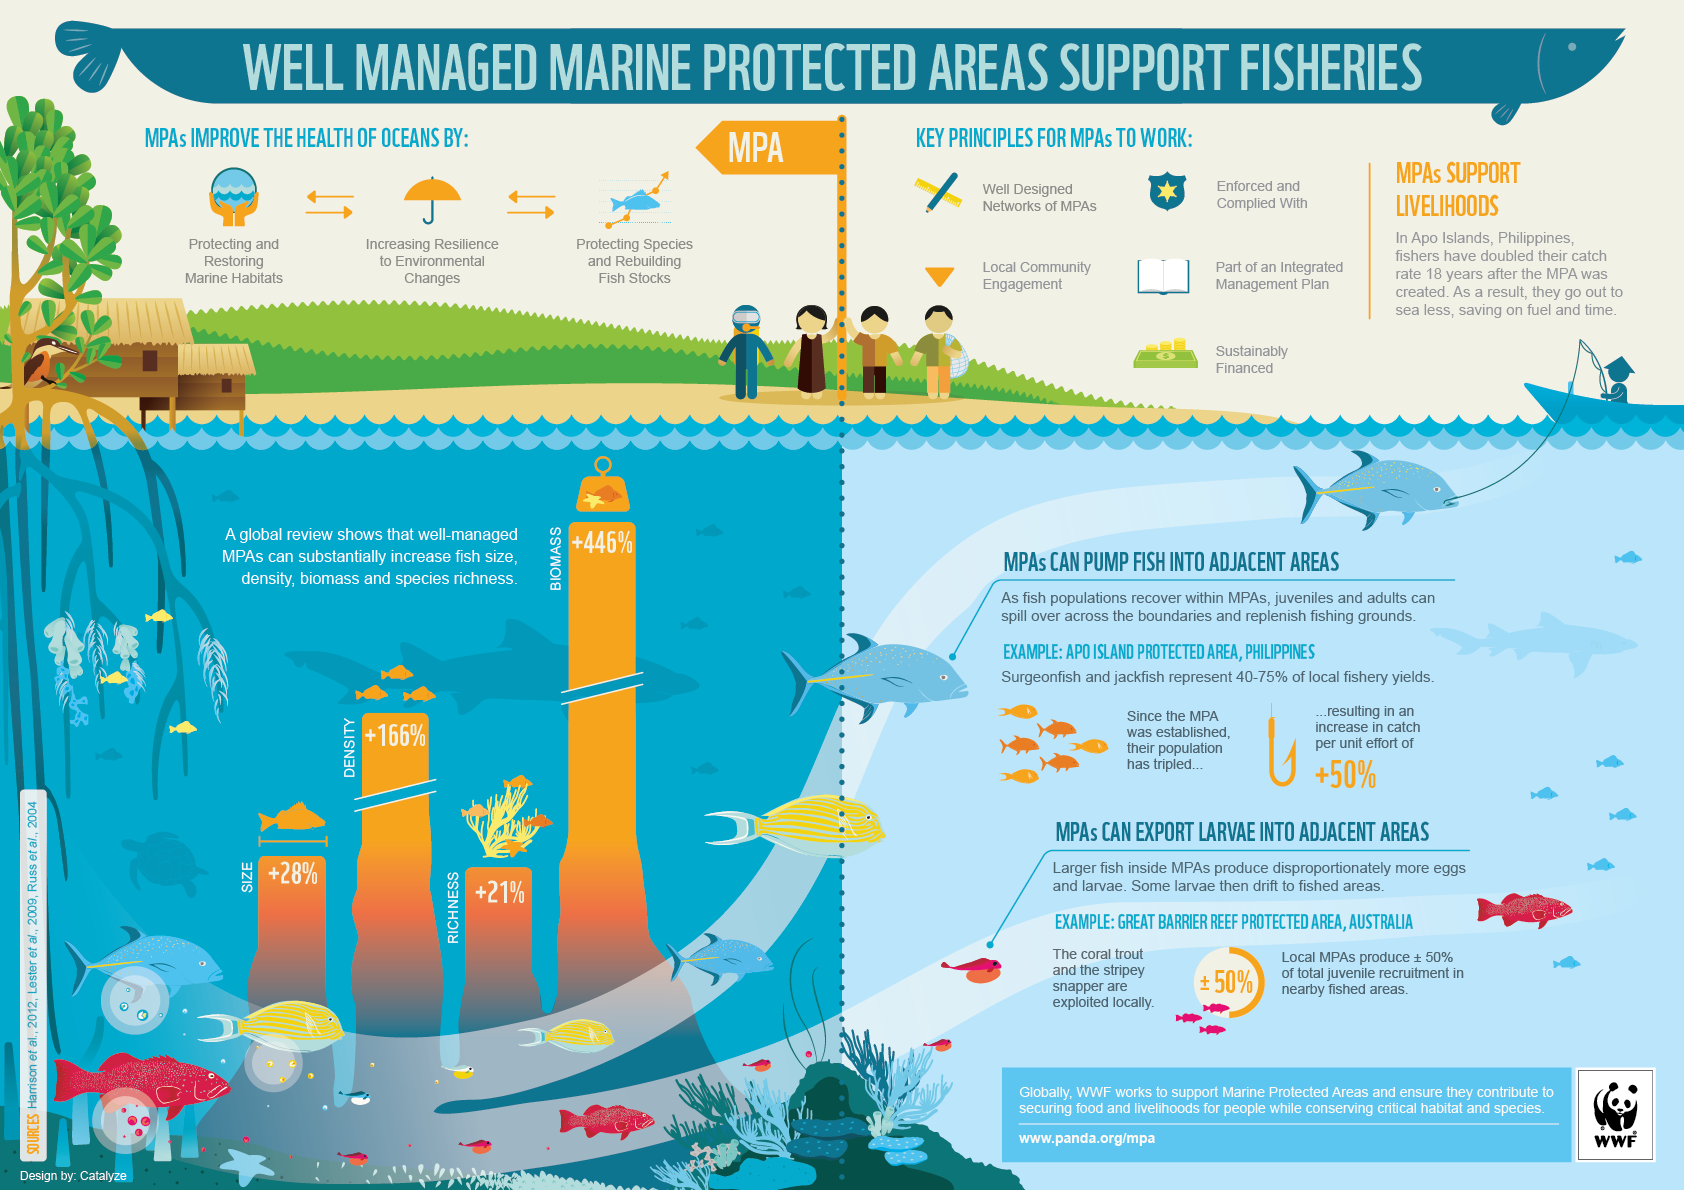 WELL MANAGED MARINE PROTECTED AREAS SUPPORT FISHERIES
MPAs IMPROVE THE HEALTH OF OCEANS BY:
Protecting and
Restoring
Marine Habitats
Increasing Resilience
to Environmental
Changes
Protecting Species
and Rebuilding
Fish Stocks
MPA
KEY PRINCIPLES FOR MPAs TO WORK:
Well Designed
Networks of MPAs
Enforced and
Complied With
Local Community
Engagement
Part of an Integrated
Management Plan
$
Sustainably
Financed
MPAs SUPPORT
LIVELIHOODS
In Apo Islands, Philippines,
fishers have doubled their catch
rate 18 years after the MPA was
created. As a result, they go out to
sea less, saving on fuel and time.
A global review shows that well-managed
MPAs can substantially increase fish size,
density, biomass and species richness.
SIZE
+28%
DENSITY
+166%
RICHNESS
+21%
BIOMASS
+446%
MPAs CAN PUMP FISH INTO ADJACENT AREAS
As fish populations recover within MPAs, juveniles and adults can
spill over across the boundaries and replenish fishing grounds.
EXAMPLE: APO ISLAND PROTECTED AREA, PHILIPPINES
Surgeonfish and jackfish represent 40-75% of local fishery yields.
Since the MPA
was established,
their population
has tripled...
...resulting in an
increase in catch
per unit effort of
+50%
MPAs CAN EXPORT LARVAE INTO ADJACENT AREAS
Larger fish inside MPAs produce disproportionately more eggs
and larvae. Some larvae then drift to fished areas.
EXAMPLE: GREAT BARRIER REEF PROTECTED AREA, AUSTRALIA
The coral trout
and the stripey
snapper are
exploited locally.
± 50%
Local MPAs produce ± 50%
of total juvenile recruitment in
nearby fished areas.
Globally, WWF works to support Marine Protected Areas and ensure they contribute to
securing food and livelihoods for people while conserving critical habitat and species.
www.panda.org/mpa
®
WWF
SOURCES Harrison et al., 2012, Lester et al., 2009, Russ et al., 2004
Design by: Catalyze